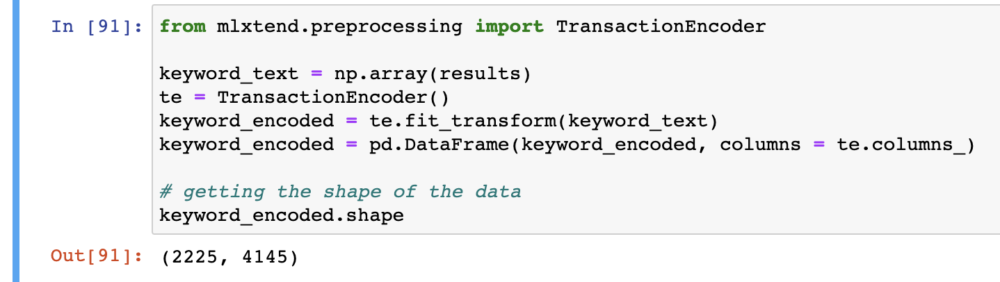 In [91]: from mlxtend.preprocessing import TransactionEncoder
keyword_text = np.array(results)
te = TransactionEncoder()
keyword_encoded = te.fit_transform(keyword_text)
keyword_encoded = pd.DataFrame(keyword_encoded, columns = te.columns_)
# getting the shape of the data
keyword_encoded.shape
Out[91]: (2225, 4145)